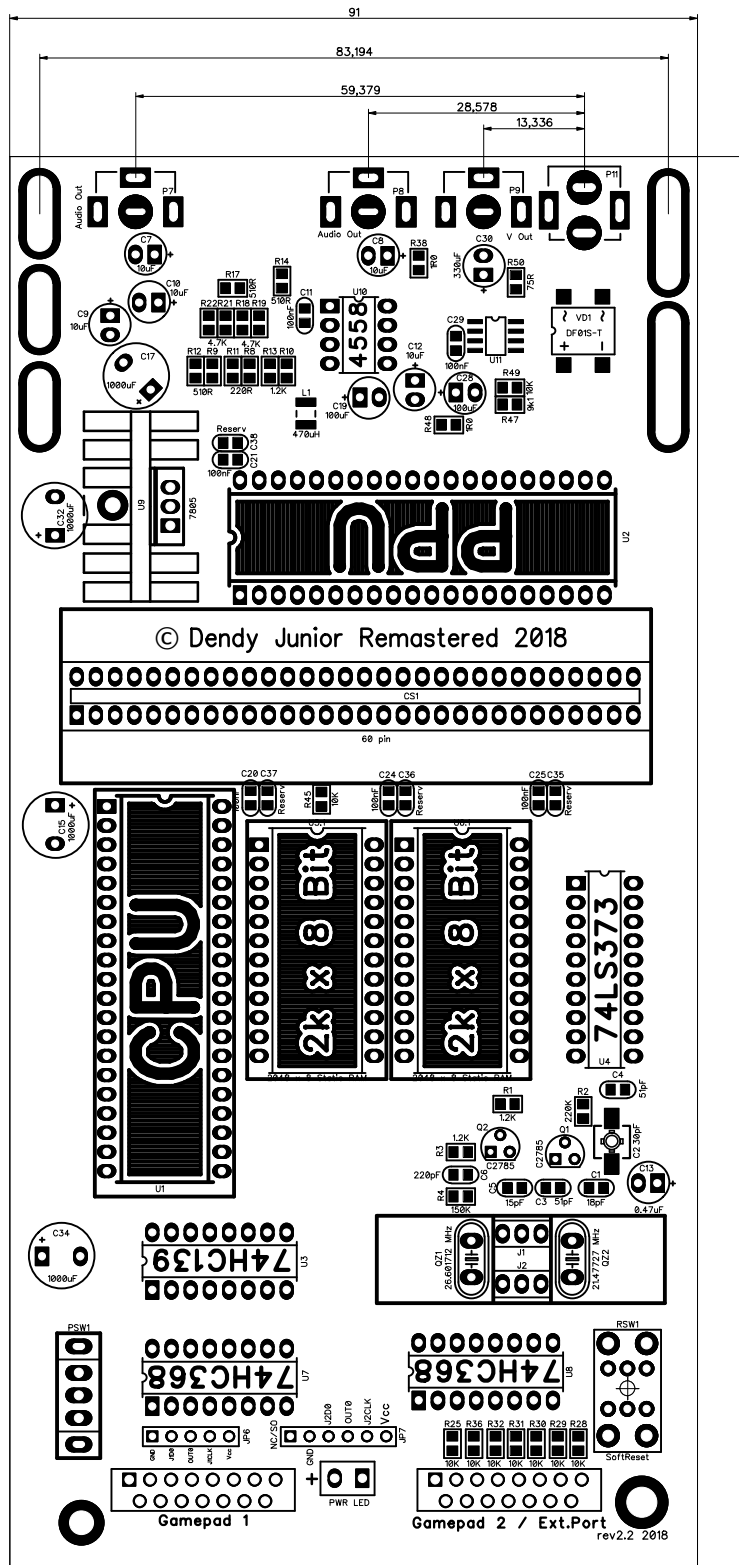 91
83,194
59,379
28,578
13,336
Audio Out
P7
P8
Audio Out
P9
V Out
P11
C7
10uF
C8
10uF
R38
1R0
C30
330uF
R50
75R
R14
510R
R17
510R
C10
10uF
C9
10uF
R22
R21
R18
R19
4.7K
4.7K
C11
100nF
U10
4558
C29
100nF
U11
VD1
DF01S-T
C17
1000uF
R12
R9
R11
R8
R13
R10
510R
220R
1.2K
C12
10uF
L1
470uH
C19
100uF
C28
100uF
R49
10K
9k1
R47
R48
1R0
Reserv
C38
C21
100nF
C32
1000uF
U9
7805
PPU
U2
© Dendy Junior Remastered 2018
CS1
60 pin
C20
C37
Reserv
R45
10K
C24
C36
100nF
Reserv
C25
C35
100nF
Reserv
C15
1000uF
CPU
U1
2k x 8 Bit
2k x 8 Bit
74LS373
U4
C4
51pF
R1
1.2K
R2
220K
Q2
C2785
Q1
C2785
C2 30pF
R3
1.2K
220pF
C6
R4
150K
C5
15pF
C3
51pF
C1
18pF
C13
0.47uF
C34
1000uF
74HC139
U3
QZ1
26.601712 MHz
J1
J2
21.47727 MHz
QZ2
PSW1
74HC368
U7
74HC368
U8
RSW1
SoftReset
JP6
GND
J1D0
OUT0
J1CLK
Vcc
NC/SO
GND
J2D0
OUT0
J2CLK
Vcc
JP7
R25
R36
R32
R31
R30
R29
R28
10K
10K
10K
10K
10K
10K
10K
PWR LED
Gamepad 1
Gamepad 2 / Ext.Port
rev2.2 2018